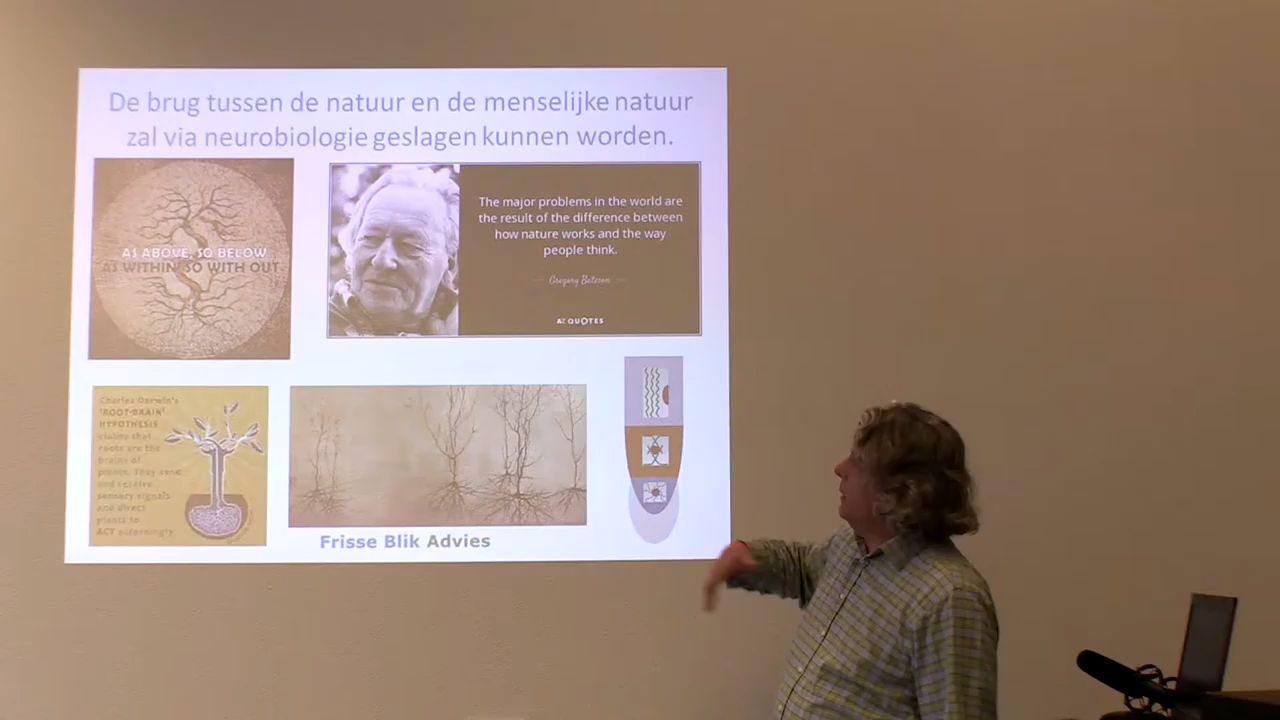 De brug tussen de natuur en de menselijke natuur
zal via neurobiologie geslagen kunnen worden.
AS ABOVE, SO BELOW
AS WITHIN, SO WITH OUT
The major problems in the world are
the result of the difference between
how nature works and the way
people think.
Gregory Bateson
AZ QUOTES
Charles Darwin's
'ROOT-BRAIN'
HYPOTHESIS
claims that
roots are the
brains of
plants. They send
and receive
sensory signals
and direct
plants to
ACT accordingly.
Frisse Blik Advies